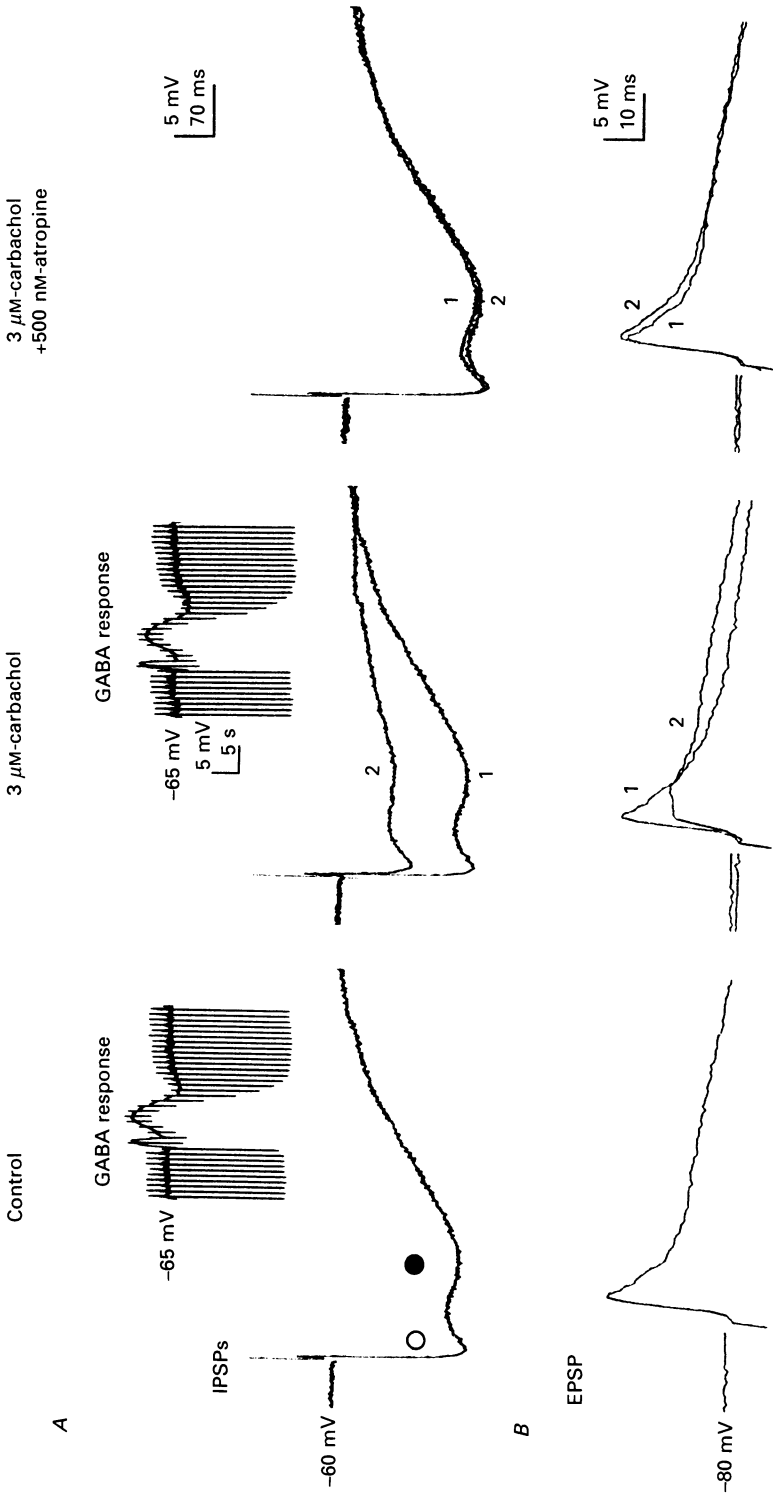 Control
3 μM-carbachol
3 μM-carbachol
+500 nM-atropine
A
GABA response
−65 mV
GABA response
−65 mV
5 mV
5 s
5 mV
70 ms
IPSPs
−60 mV
2
1
1
2
B
EPSP
−80 mV
1
2
2
1
5 mV
10 ms